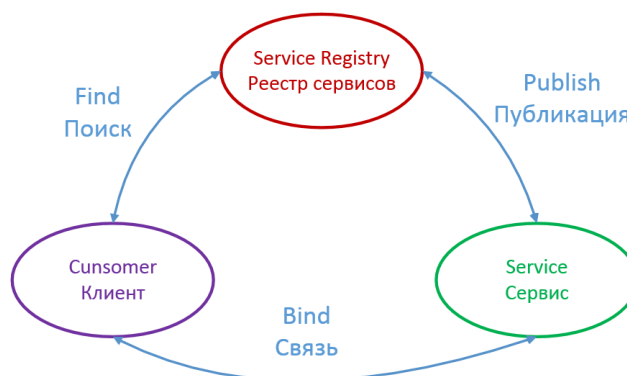 Service Registry
Реестр сервисов
Find
Поиск
Publish
Публикация
Cunsomer
Клиент
Service
Сервис
Bind
Связь